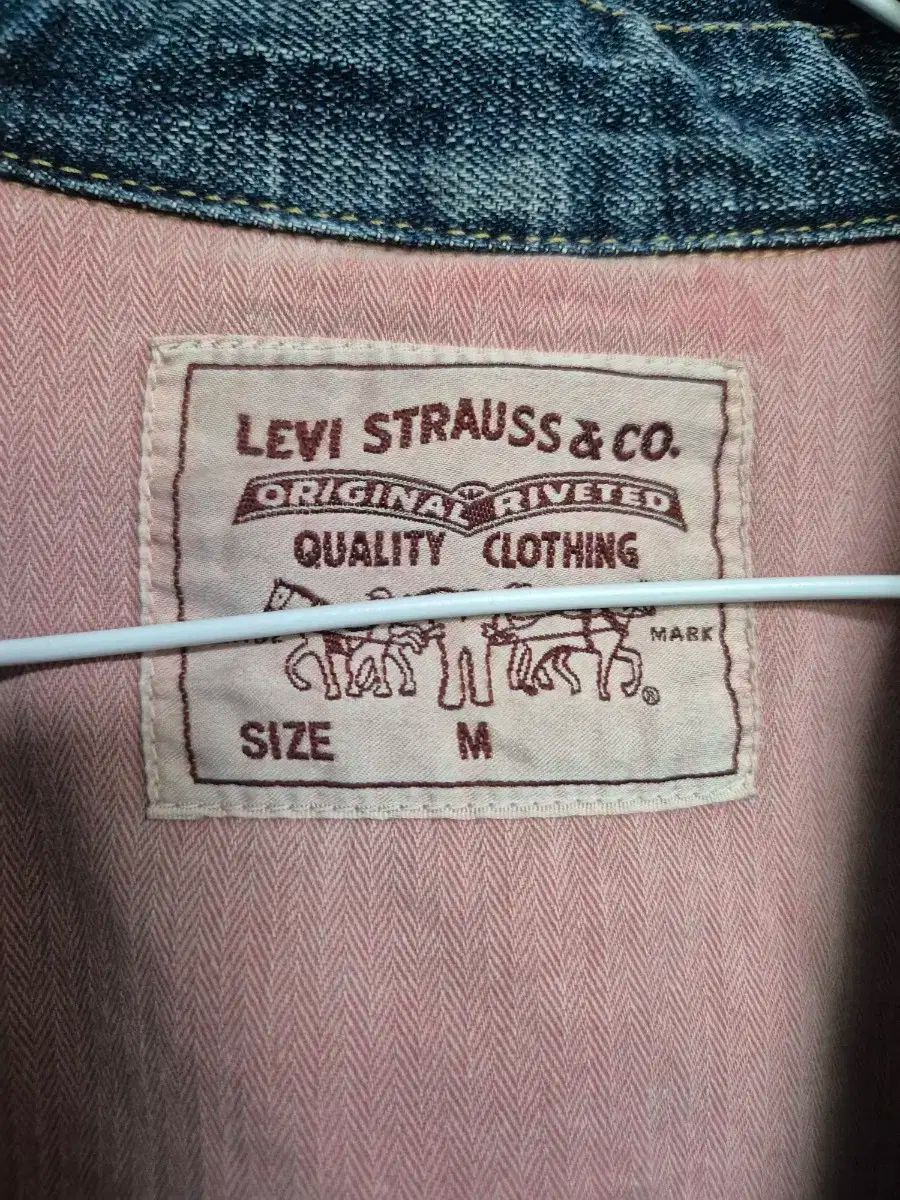 LEVI STRAUSS & CO.
ORIGINAL RIVETED
QUALITY CLOTHING
MARK
®
SIZE M